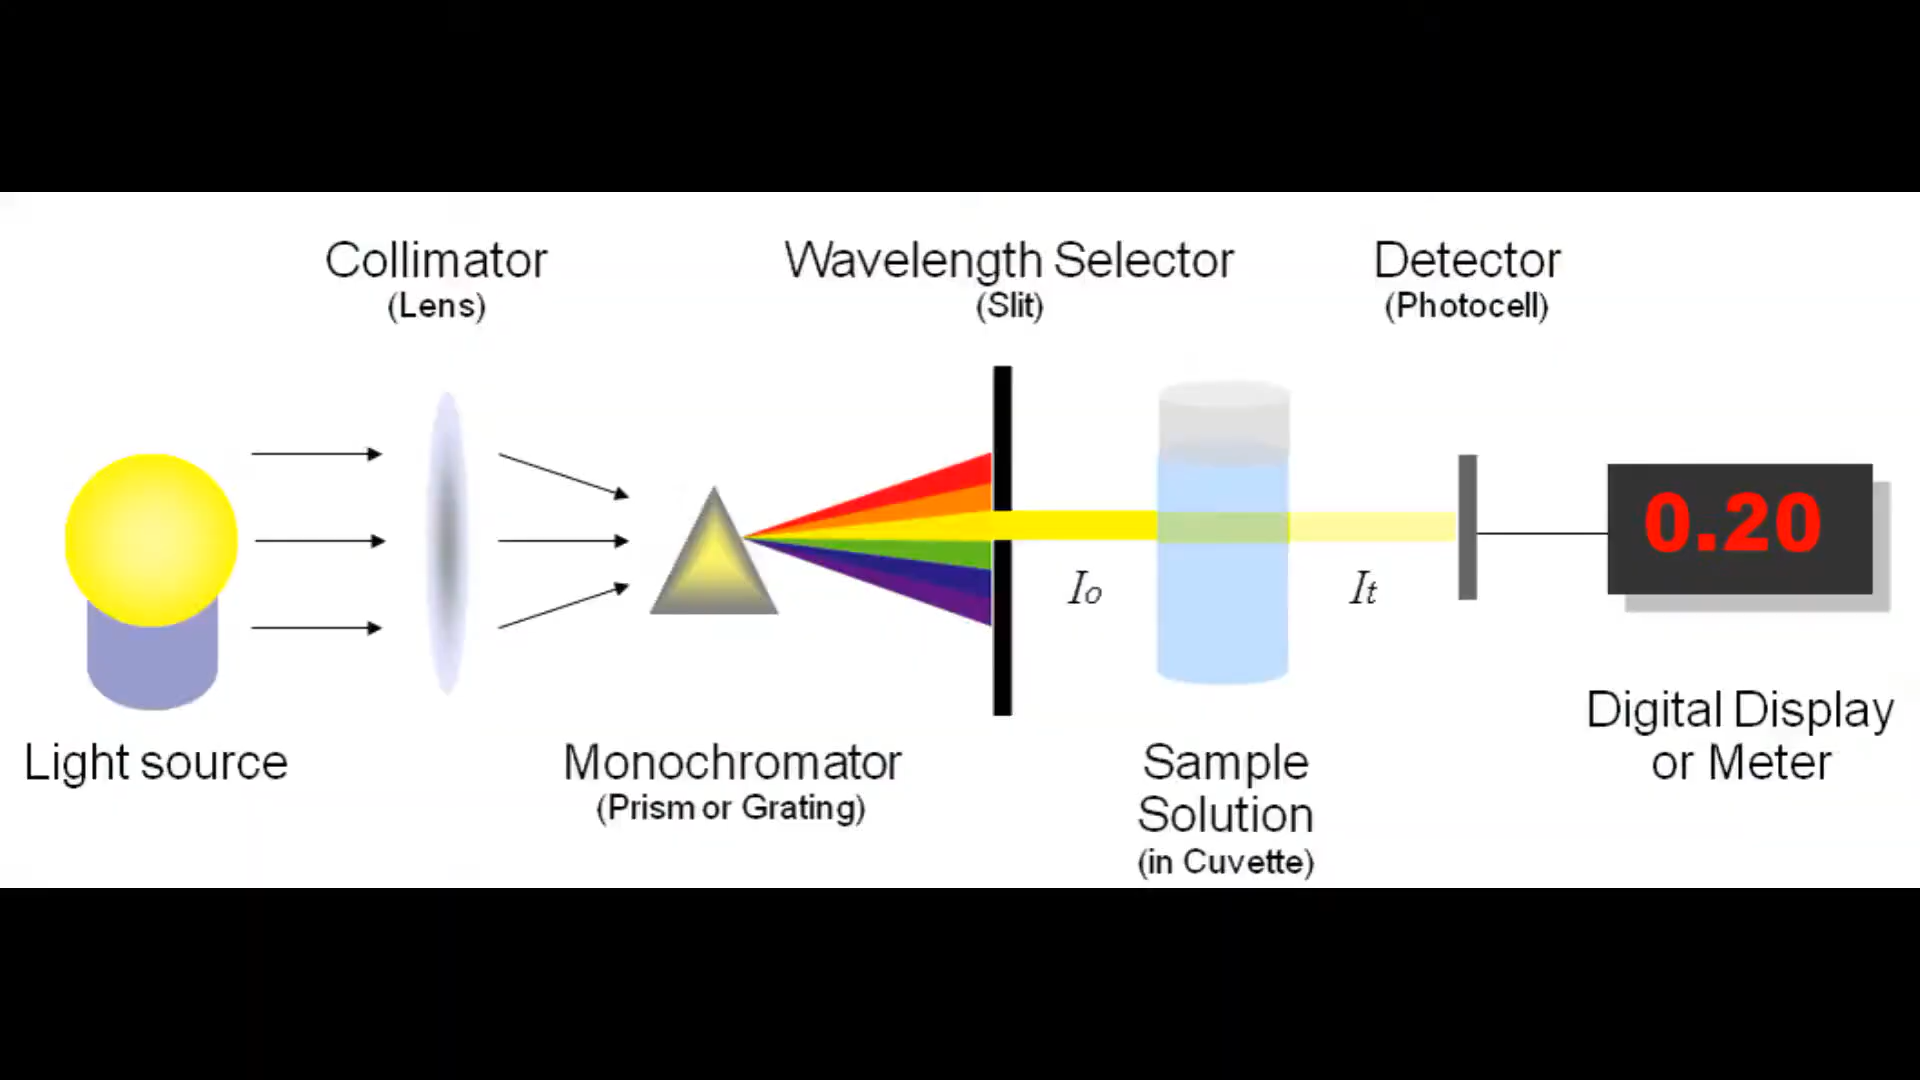 Collimator
(Lens)
Wavelength Selector
(Slit)
Detector
(Photocell)
0.20
Io
It
Light source
Monochromator
(Prism or Grating)
Sample
Solution
(in Cuvette)
Digital Display
or Meter